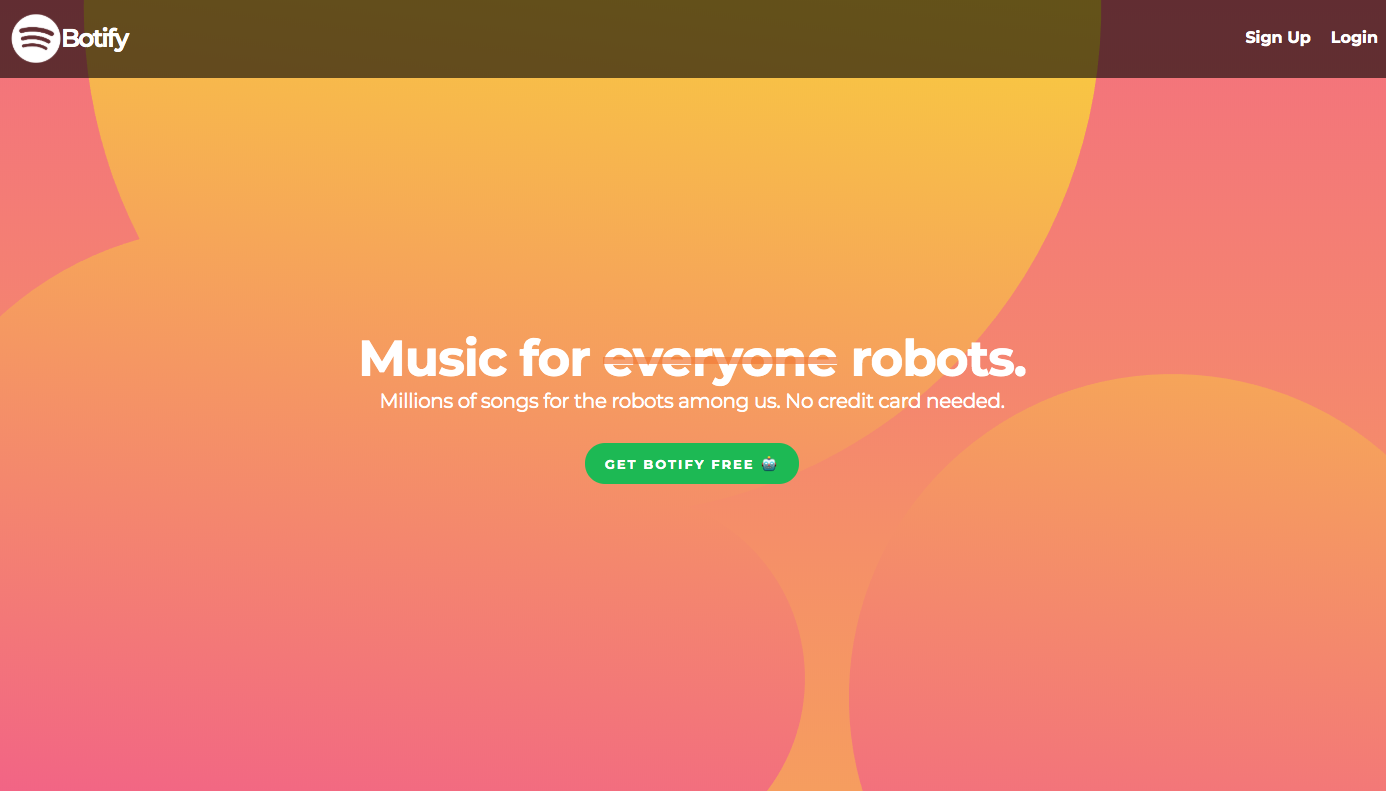 Botify
Sign Up Login
Music for everyone robots.
Millions of songs for the robots among us. No credit card needed.
GET BOTIFY FREE 🤖